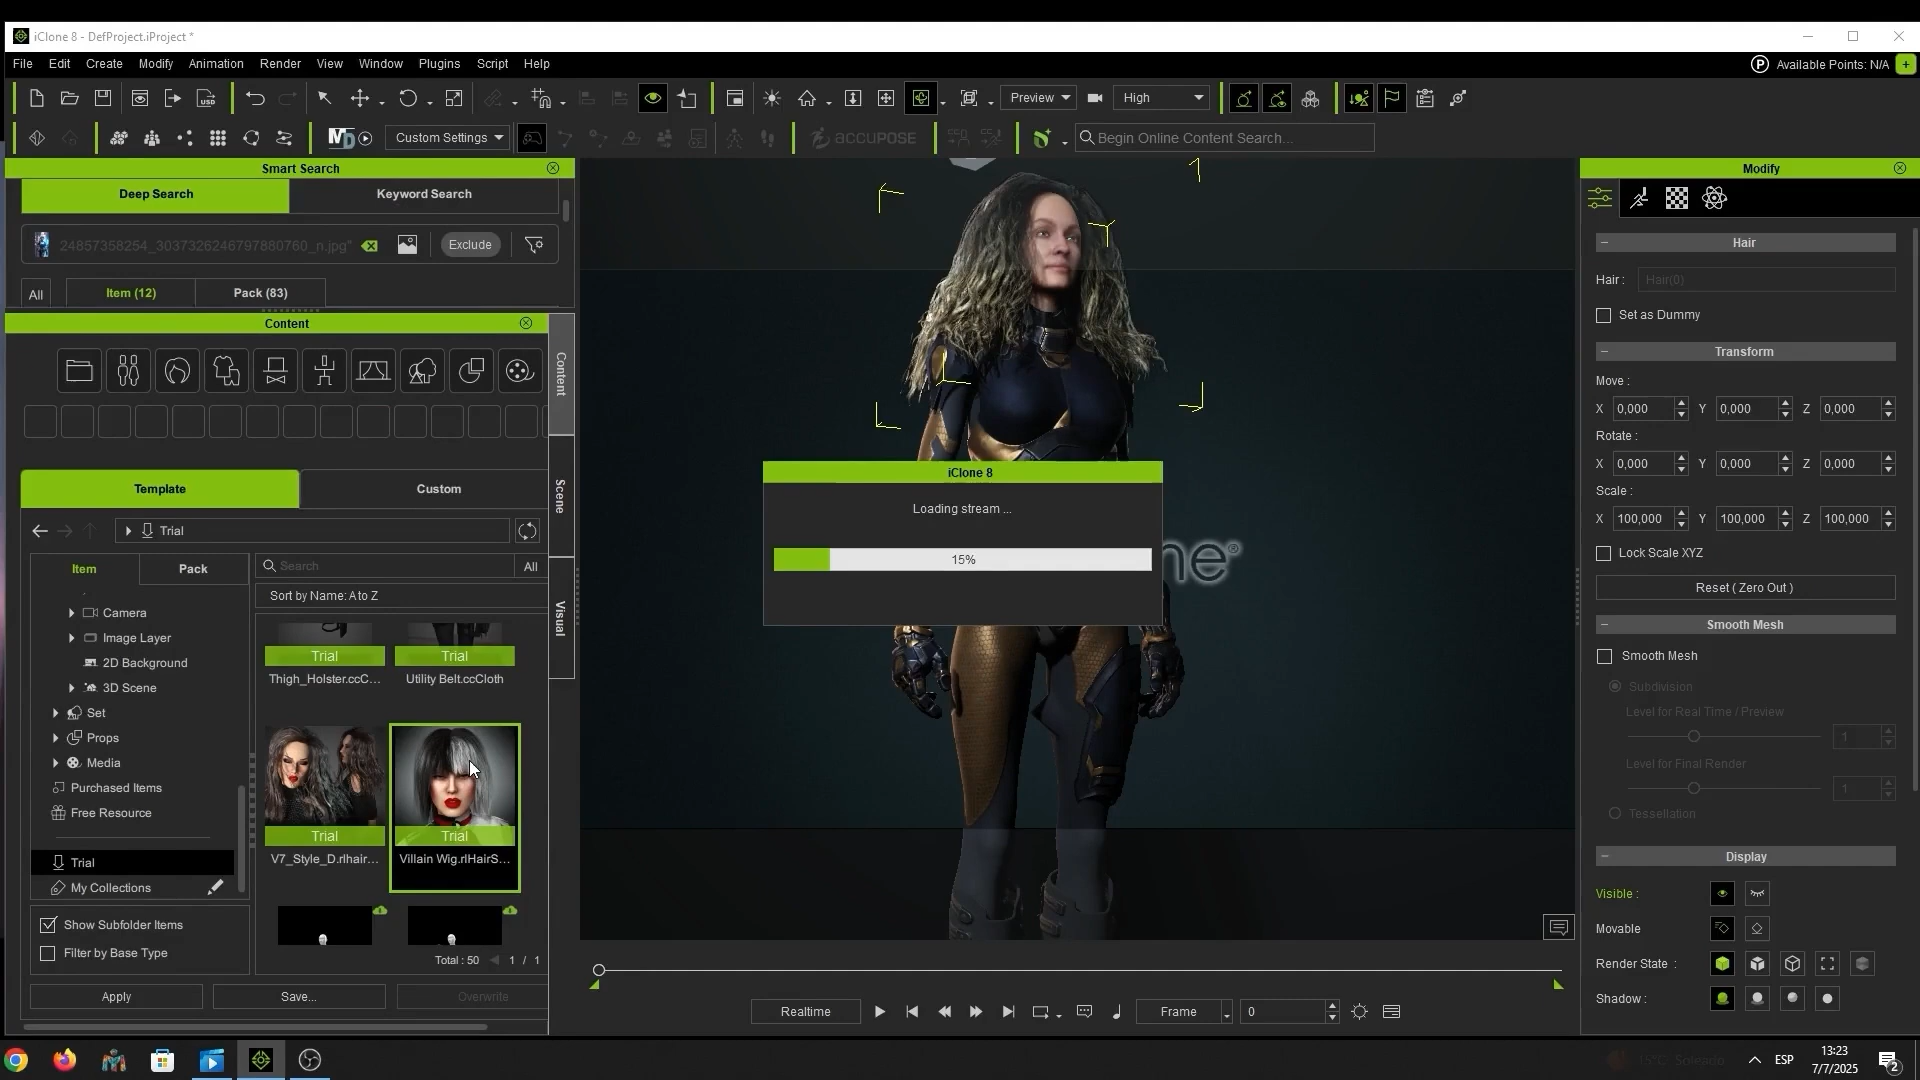 iClone 8 - DefProject.iProject *
File Edit Create Modify Animation Render View Window Plugins Script Help
Available Points: N/A
Preview
High
Custom Settings
ACCUPOSE
Begin Online Content Search...
Smart Search
Deep Search
Keyword Search
24857358254_3037326246797880760_n.jpg"
Exclude
All
Item (12)
Pack (83)
Content
Content
Scene
Visual
Template
Custom
Trial
Item
Pack
Search
All
Sort by Name: A to Z
Camera
Image Layer
2D Background
3D Scene
Set
Props
Media
Purchased Items
Free Resource
Trial
My Collections
Trial
Trial
Thigh_Holster.ccC...
Utility Belt.ccCloth
Trial
Trial
V7_Style_D.rlhair...
Villain Wig.rlHairS...
Show Subfolder Items
Filter by Base Type
Total : 50
1 / 1
Apply
Save...
Overwrite
iClone 8
Loading stream ...
15%
ne®
Realtime
Frame
0
Modify
Hair
Hair :
Hair(0)
Set as Dummy
Transform
Move :
X 0,000 Y 0,000 Z 0,000
Rotate :
X 0,000 Y 0,000 Z 0,000
Scale :
X 100,000 Y 100,000 Z 100,000
Lock Scale XYZ
Reset ( Zero Out )
Smooth Mesh
Smooth Mesh
Subdivision
Level for Real Time / Preview
1
Level for Final Render
1
Tessellation
Display
Visible :
Movable
Render State :
Shadow :
15°C Soleado
ESP
13:23
7/7/2025
2